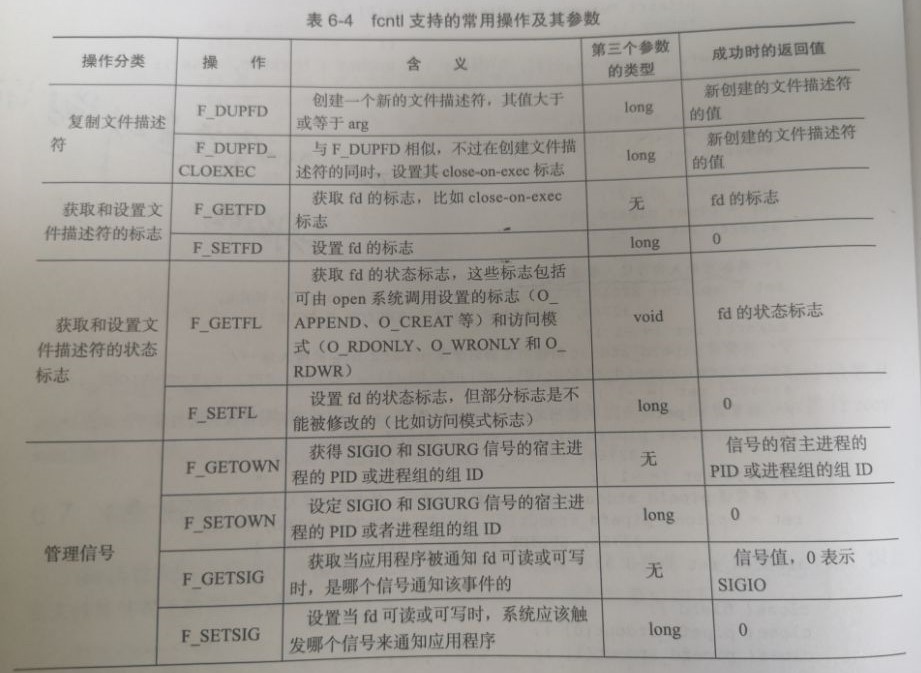 表 6-4 fcntl 支持的常用操作及其参数
操作分类 操 作 含 义 第三个参数的类型 成功时的返回值
复制文件描述符
F_DUPFD
创建一个新的文件描述符，其值大于
或等于 arg
long
新创建的文件描述符
的值
F_DUPFD_
CLOEXEC
与 F_DUPFD 相似，不过在创建文件描
述符的同时，设置其 close-on-exec 标志
long
新创建的文件描述符
的值
获取和设置文
件描述符的标志
F_GETFD
获取 fd 的标志，比如 close-on-exec
标志
无
fd 的标志
F_SETFD
设置 fd 的标志
long
0
获取和设置文
件描述符的状态
标志
F_GETFL
获取 fd 的状态标志，这些标志包括
可由 open 系统调用设置的标志（O_
APPEND、O_CREAT 等）和访问模
式（O_RDONLY、O_WRONLY 和 O_
RDWR）
void
fd 的状态标志
F_SETFL
设置 fd 的状态标志，但部分标志是不
能被修改的（比如访问模式标志）
long
0
管理信号
F_GETOWN
获得 SIGIO 和 SIGURG 信号的宿主进
程的 PID 或进程组的组 ID
无
信号的宿主进程的
PID 或进程组的组 ID
F_SETOWN
设定 SIGIO 和 SIGURG 信号的宿主进
程的 PID 或者进程组的组 ID
long
0
F_GETSIG
获取当应用程序被通知 fd 可读或可写
时，是哪个信号通知该事件的
无
信号值，0 表示
SIGIO
F_SETSIG
设置当 fd 可读或可写时，系统应该触
发哪个信号来通知应用程序
long
0